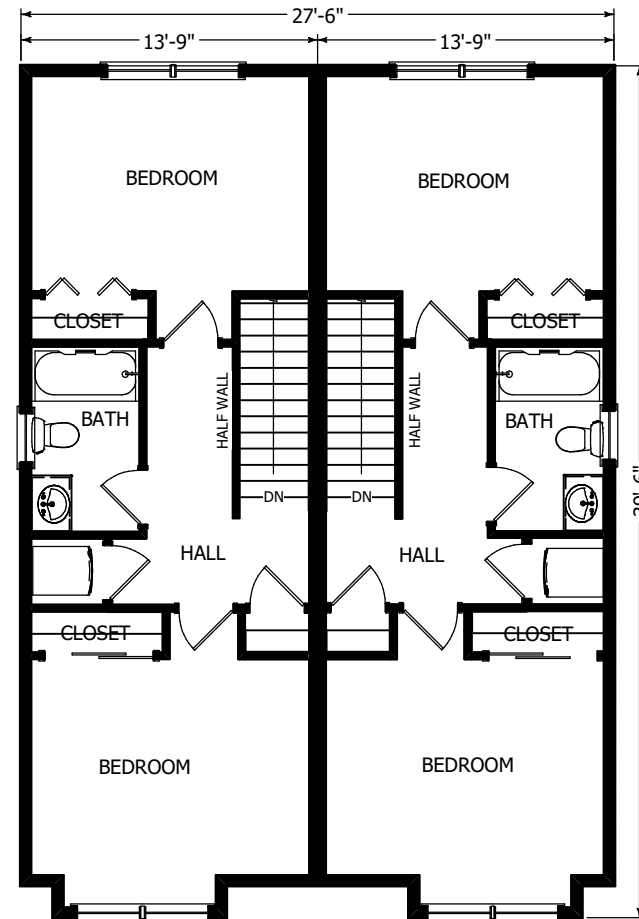 27'-6"
13'-9" 13'-9"
BEDROOM
BEDROOM
CLOSET
CLOSET
HALF WALL
HALF WALL
BATH
BATH
DN DN
HALL
HALL
CLOSET
CLOSET
BEDROOM
BEDROOM